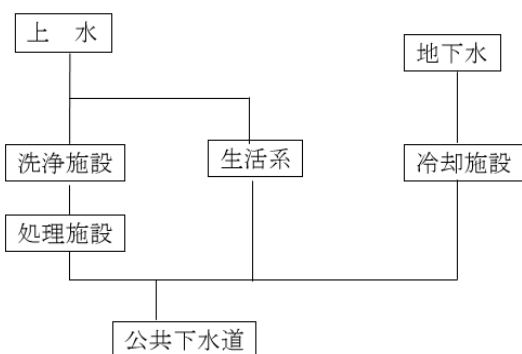 上　水
地下水
洗浄施設
生活系
冷却施設
処理施設
公共下水道